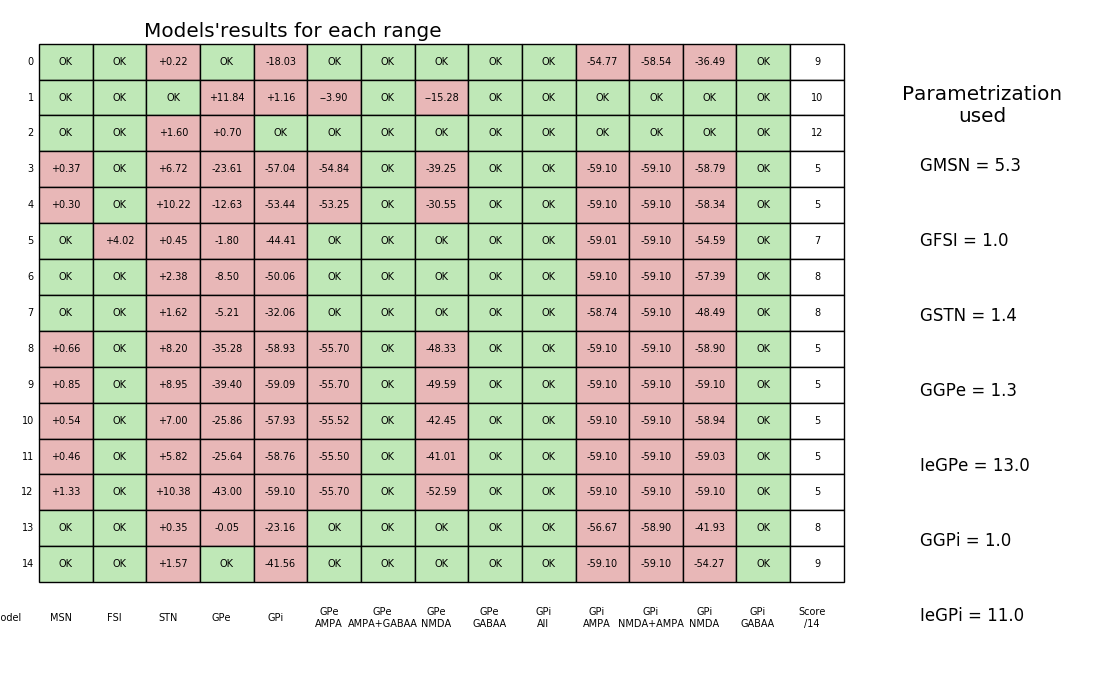 Models'results for each range
0 OK OK +0.22 OK -18.03 OK OK OK OK OK -54.77 -58.54 -36.49 OK 9
1 OK OK OK +11.84 +1.16 --3.90 OK --15.28 OK OK OK OK OK OK 10
2 OK OK +1.60 +0.70 OK OK OK OK OK OK OK OK OK OK 12
3 +0.37 OK +6.72 -23.61 -57.04 -54.84 OK -39.25 OK OK -59.10 -59.10 -58.79 OK 5
4 +0.30 OK +10.22 -12.63 -53.44 -53.25 OK -30.55 OK OK -59.10 -59.10 -58.34 OK 5
5 OK +4.02 +0.45 -1.80 -44.41 OK OK OK OK OK -59.01 -59.10 -54.59 OK 7
6 OK OK +2.38 -8.50 -50.06 OK OK OK OK OK -59.10 -59.10 -57.39 OK 8
7 OK OK +1.62 -5.21 -32.06 OK OK OK OK OK -58.74 -59.10 -48.49 OK 8
8 +0.66 OK +8.20 -35.28 -58.93 -55.70 OK -48.33 OK OK -59.10 -59.10 -58.90 OK 5
9 +0.85 OK +8.95 -39.40 -59.09 -55.70 OK -49.59 OK OK -59.10 -59.10 -59.10 OK 5
10 +0.54 OK +7.00 -25.86 -57.93 -55.52 OK -42.45 OK OK -59.10 -59.10 -58.94 OK 5
11 +0.46 OK +5.82 -25.64 -58.76 -55.50 OK -41.01 OK OK -59.10 -59.10 -59.03 OK 5
12 +1.33 OK +10.38 -43.00 -59.10 -55.70 OK -52.59 OK OK -59.10 -59.10 -59.10 OK 5
13 OK OK +0.35 -0.05 -23.16 OK OK OK OK OK -56.67 -58.90 -41.93 OK 8
14 OK OK +1.57 OK -41.56 OK OK OK OK OK -59.10 -59.10 -54.27 OK 9
odel MSN FSI STN GPe GPi GPe GPe GPe GPe GPi GPi GPi GPi GPi Score
AMPA AMPA+GABAA NMDA GABAA All AMPA NMDA+AMPA NMDA GABAA /14
Parametrization
used
GMSN = 5.3
GFSI = 1.0
GSTN = 1.4
GGPe = 1.3
IeGPe = 13.0
GGPi = 1.0
IeGPi = 11.0